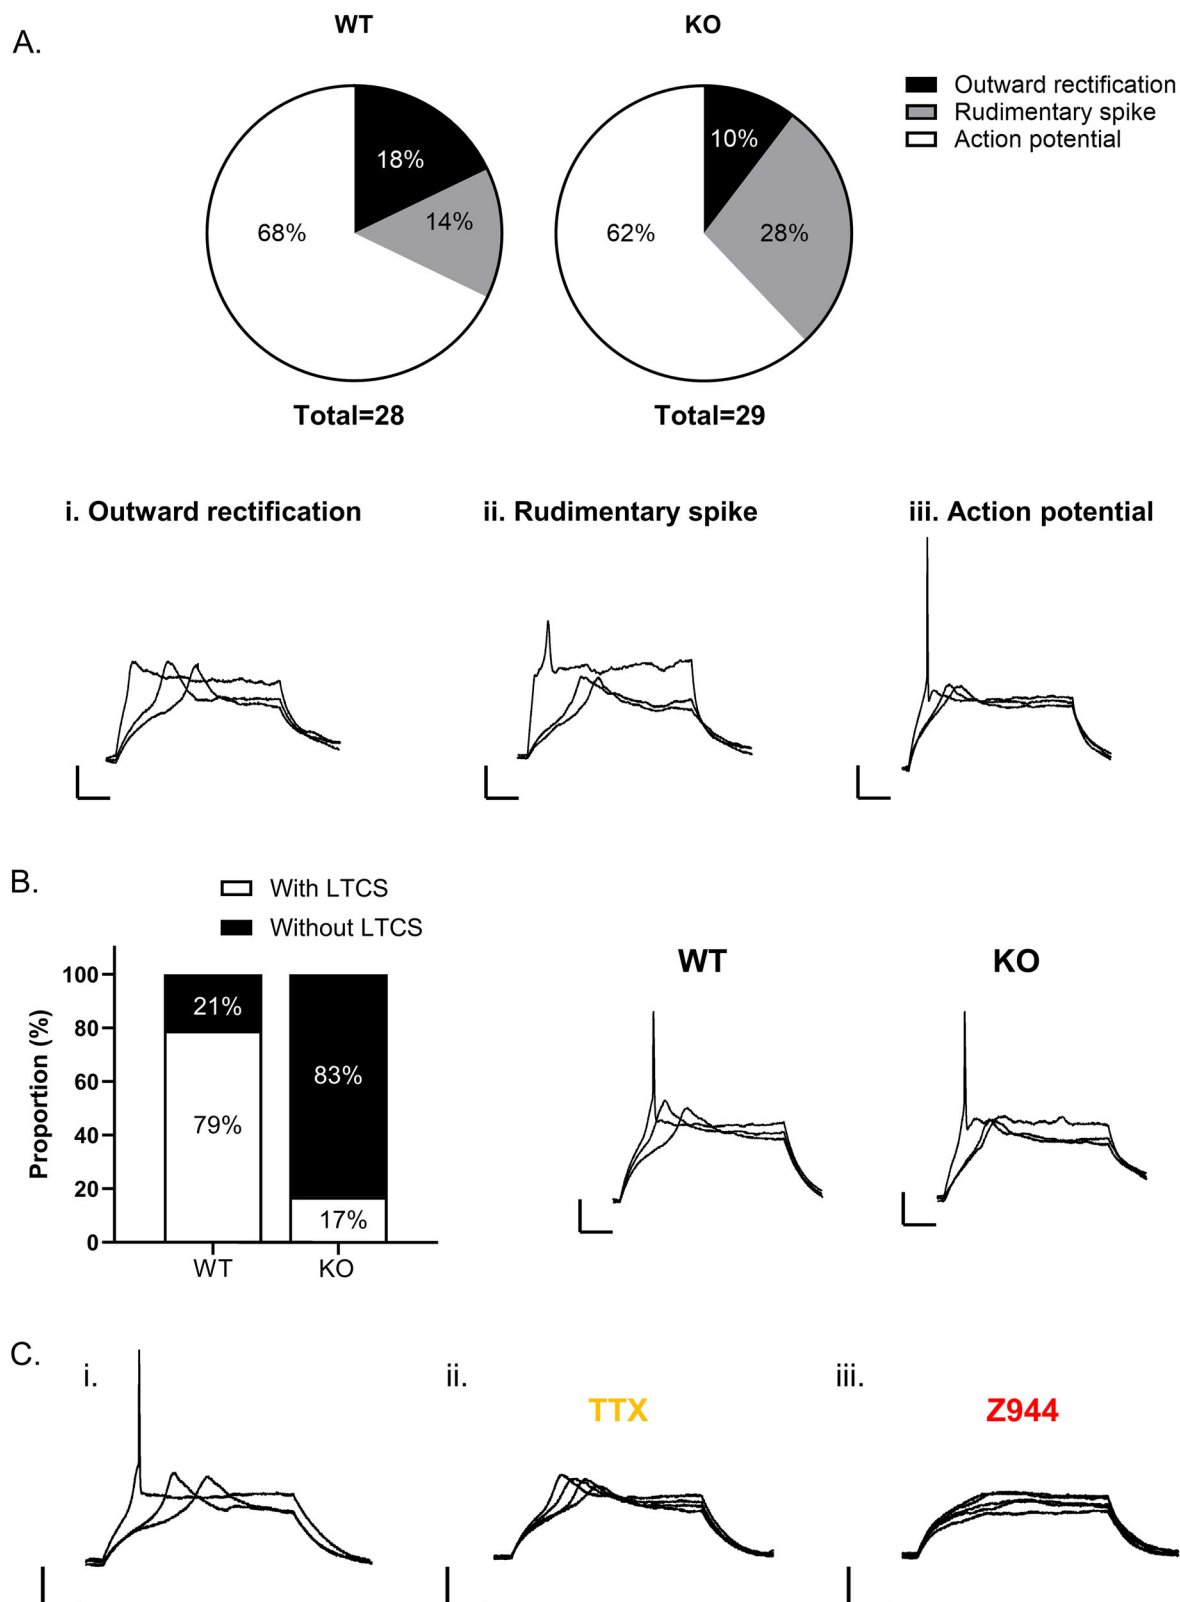 A.
WT
KO
Outward rectification
Rudimentary spike
Action potential
18%
14%
68%
10%
28%
62%
Total=28
Total=29
i. Outward rectification
ii. Rudimentary spike
iii. Action potential
B.
With LTCS
Without LTCS
Proportion (%)
100
80
60
40
20
0
21%
79%
83%
17%
WT
KO
WT
KO
C.
i.
ii.
TTX
iii.
Z944